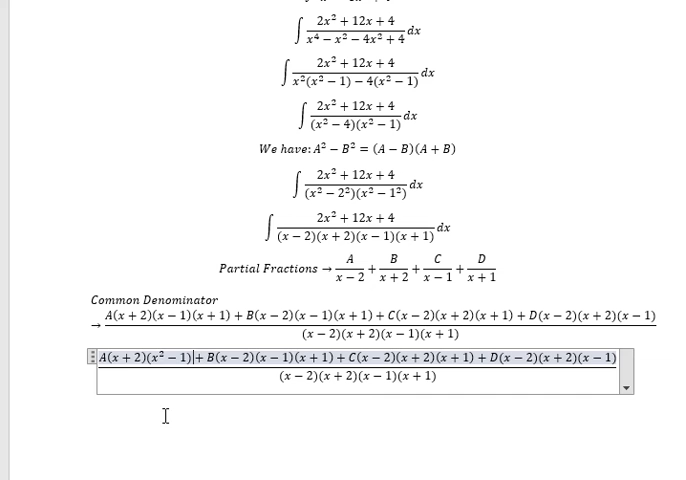 ∫ (2x² + 12x + 4)/(x⁴ − x² − 4x² + 4) dx
∫ (2x² + 12x + 4)/(x²(x² − 1) − 4(x² − 1)) dx
∫ (2x² + 12x + 4)/((x² − 4)(x² − 1)) dx
We have: A² − B² = (A − B)(A + B)
∫ (2x² + 12x + 4)/((x² − 2²)(x² − 1²)) dx
∫ (2x² + 12x + 4)/((x − 2)(x + 2)(x − 1)(x + 1)) dx
Partial Fractions → A/(x − 2) + B/(x + 2) + C/(x − 1) + D/(x + 1)
Common Denominator
→ (A(x + 2)(x − 1)(x + 1) + B(x − 2)(x − 1)(x + 1) + C(x − 2)(x + 2)(x + 1) + D(x − 2)(x + 2)(x − 1))/((x − 2)(x + 2)(x − 1)(x + 1))
(A(x + 2)(x² − 1) + B(x − 2)(x − 1)(x + 1) + C(x − 2)(x + 2)(x + 1) + D(x − 2)(x + 2)(x − 1))/((x − 2)(x + 2)(x − 1)(x + 1))